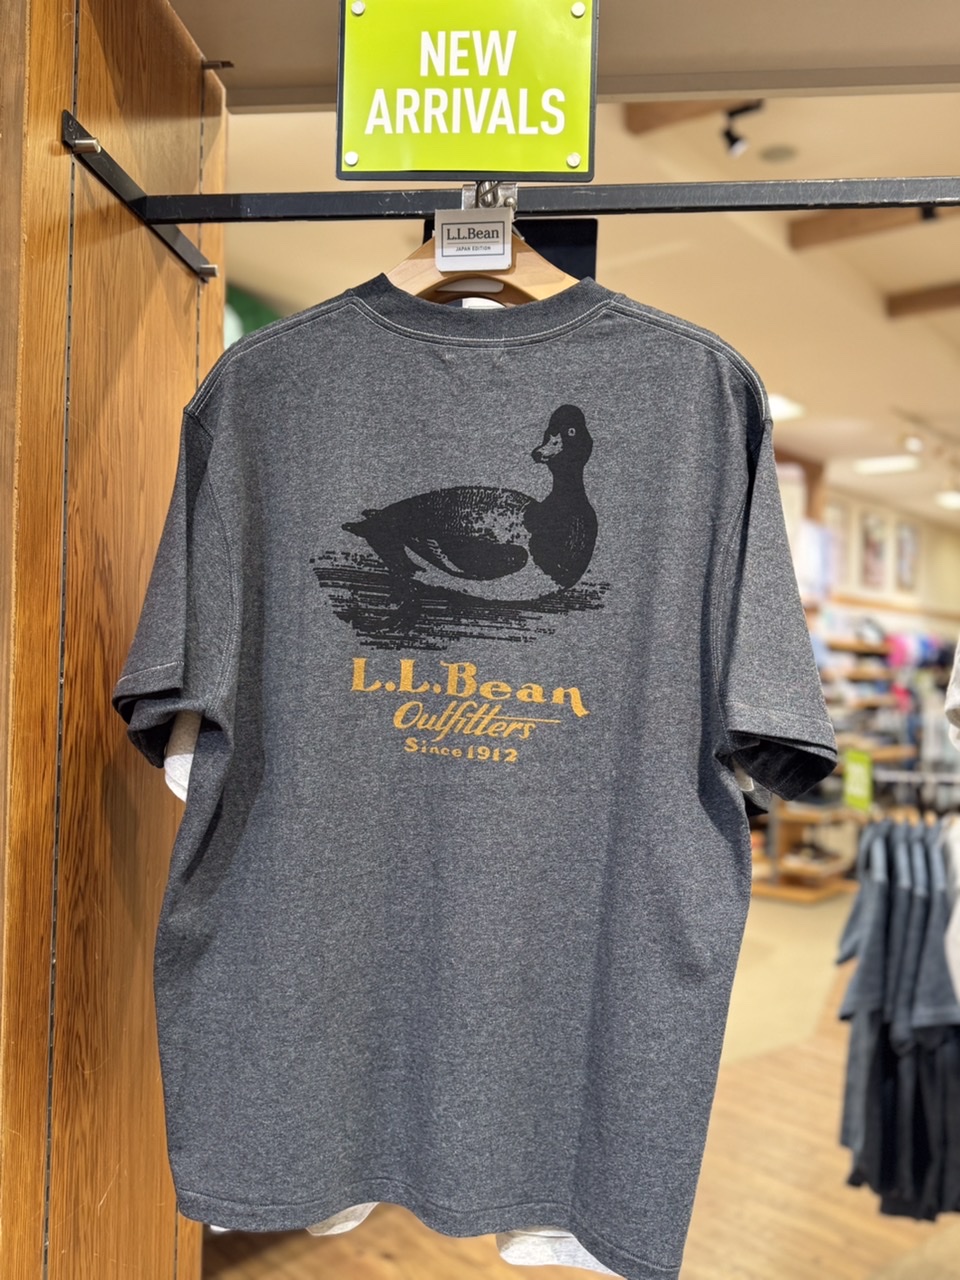 NEW
ARRIVALS
L.L.Bean
JAPAN EDITION
L.L.Bean
Outfitters
Since 1912